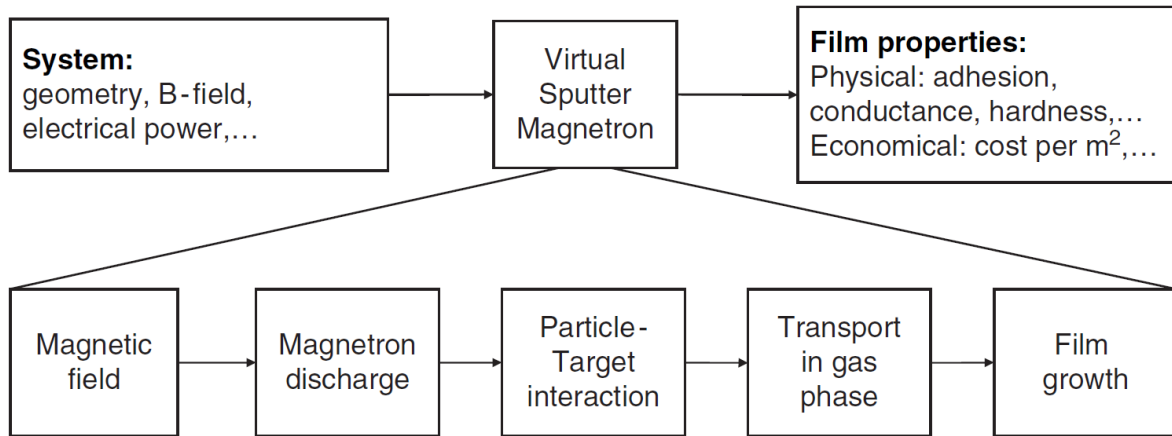 System:
geometry, B-field,
electrical power,...
Virtual
Sputter
Magnetron
Film properties:
Physical: adhesion,
conductance, hardness,...
Economical: cost per m²,...
Magnetic
field
Magnetron
discharge
Particle-
Target
interaction
Transport
in gas
phase
Film
growth